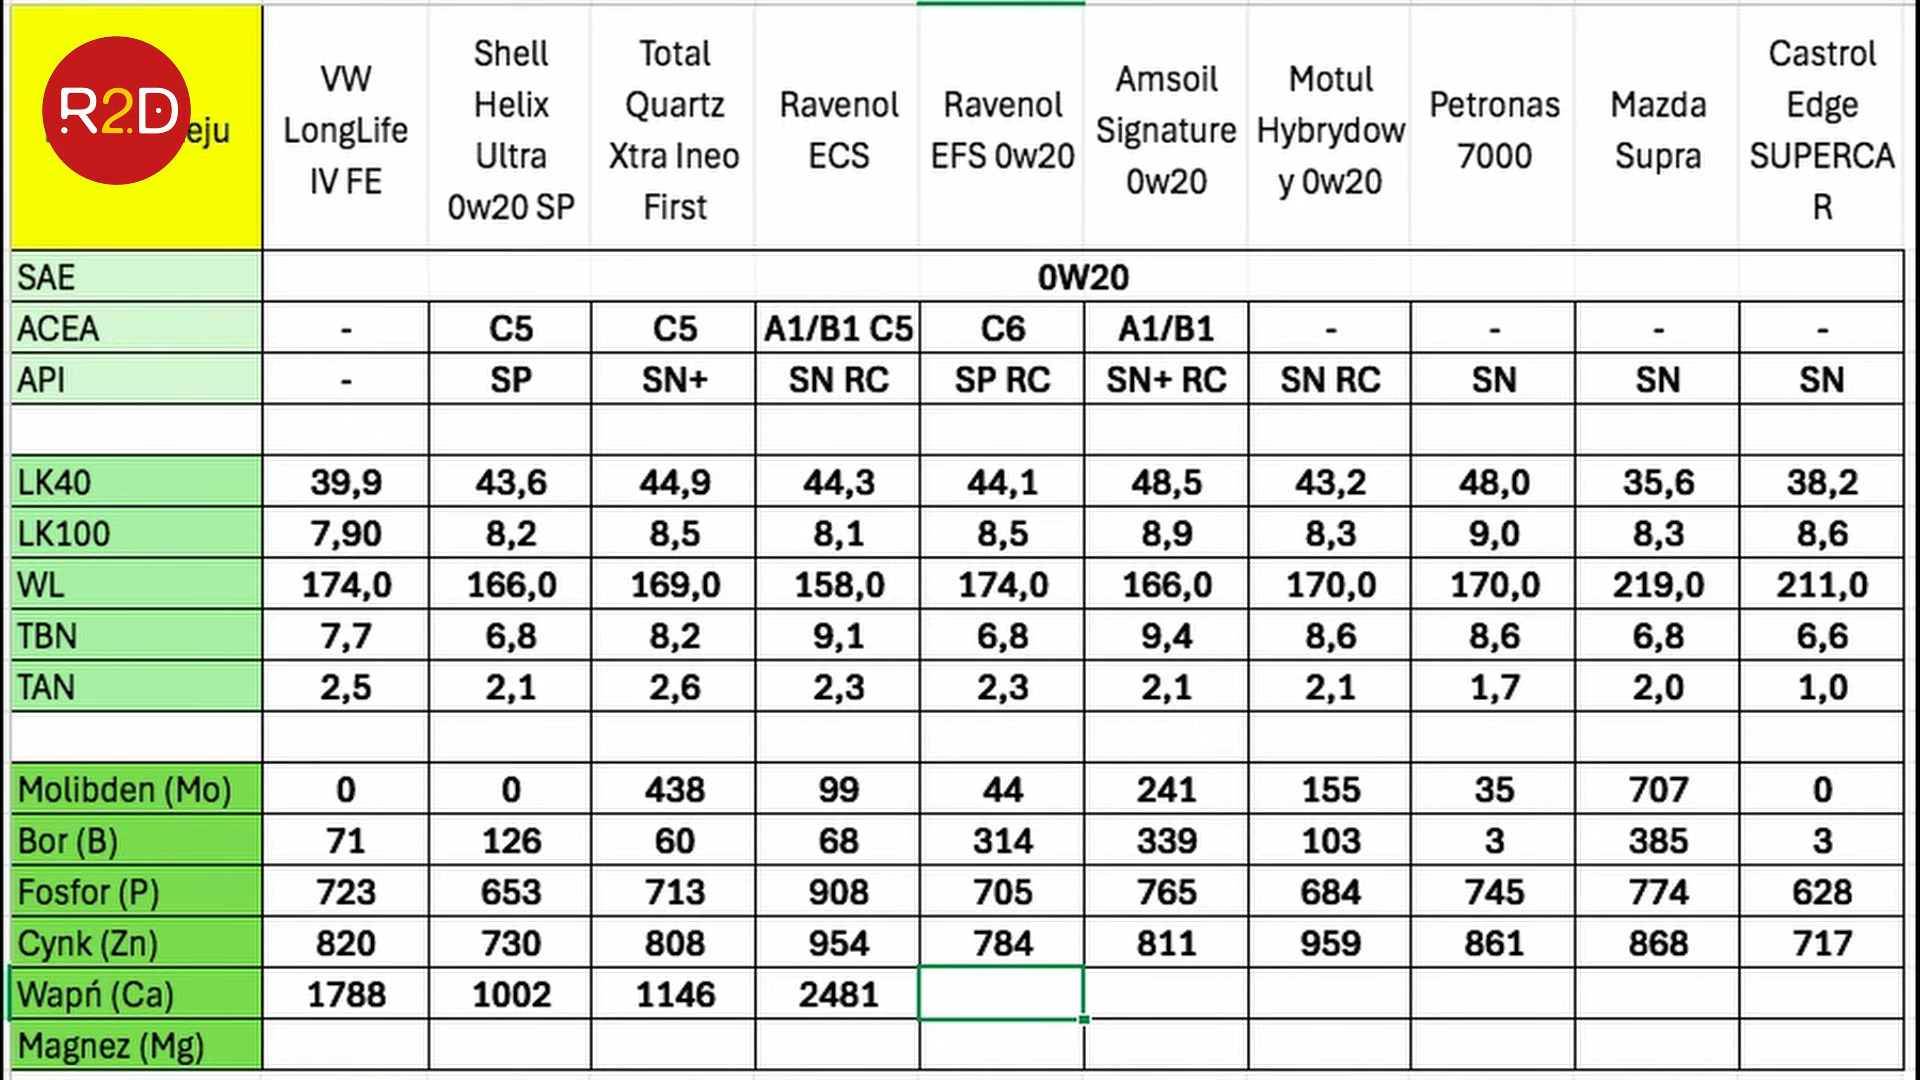 R2D
eju
VW
LongLife
IV FE
Shell
Helix
Ultra
0w20 SP
Total
Quartz
Xtra Ineo
First
Ravenol
ECS
Ravenol
EFS 0w20
Amsoil
Signature
0w20
Motul
Hybrydow
y 0w20
Petronas
7000
Mazda
Supra
Castrol
Edge
SUPERCA
R
SAE 0W20
ACEA - C5 C5 A1/B1 C5 C6 A1/B1 - - - -
API - SP SN+ SN RC SP RC SN+ RC SN RC SN SN SN
LK40 39,9 43,6 44,9 44,3 44,1 48,5 43,2 48,0 35,6 38,2
LK100 7,90 8,2 8,5 8,1 8,5 8,9 8,3 9,0 8,3 8,6
WL 174,0 166,0 169,0 158,0 174,0 166,0 170,0 170,0 219,0 211,0
TBN 7,7 6,8 8,2 9,1 6,8 9,4 8,6 8,6 6,8 6,6
TAN 2,5 2,1 2,6 2,3 2,3 2,1 2,1 1,7 2,0 1,0
Molibden (Mo) 0 0 438 99 44 241 155 35 707 0
Bor (B) 71 126 60 68 314 339 103 3 385 3
Fosfor (P) 723 653 713 908 705 765 684 745 774 628
Cynk (Zn) 820 730 808 954 784 811 959 861 868 717
Wapń (Ca) 1788 1002 1146 2481
Magnez (Mg)